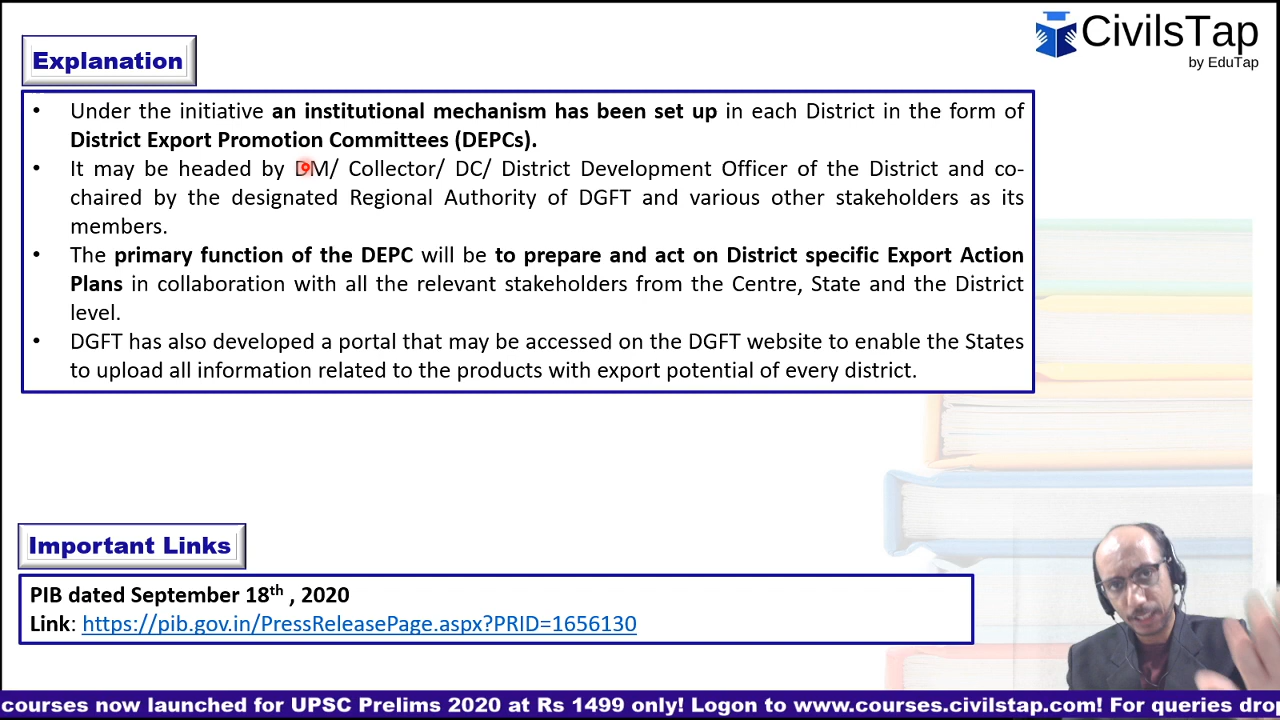 CivilsTap
by EduTap
Explanation
• Under the initiative an institutional mechanism has been set up in each District in the form of
District Export Promotion Committees (DEPCs).
• It may be headed by DM/ Collector/ DC/ District Development Officer of the District and co-
chaired by the designated Regional Authority of DGFT and various other stakeholders as its
members.
• The primary function of the DEPC will be to prepare and act on District specific Export Action
Plans in collaboration with all the relevant stakeholders from the Centre, State and the District
level.
• DGFT has also developed a portal that may be accessed on the DGFT website to enable the States
to upload all information related to the products with export potential of every district.
Important Links
PIB dated September 18th , 2020
Link: https://pib.gov.in/PressReleasePage.aspx?PRID=1656130
courses now launched for UPSC Prelims 2020 at Rs 1499 only! Logon to www.courses.civilstap.com! For queries dro